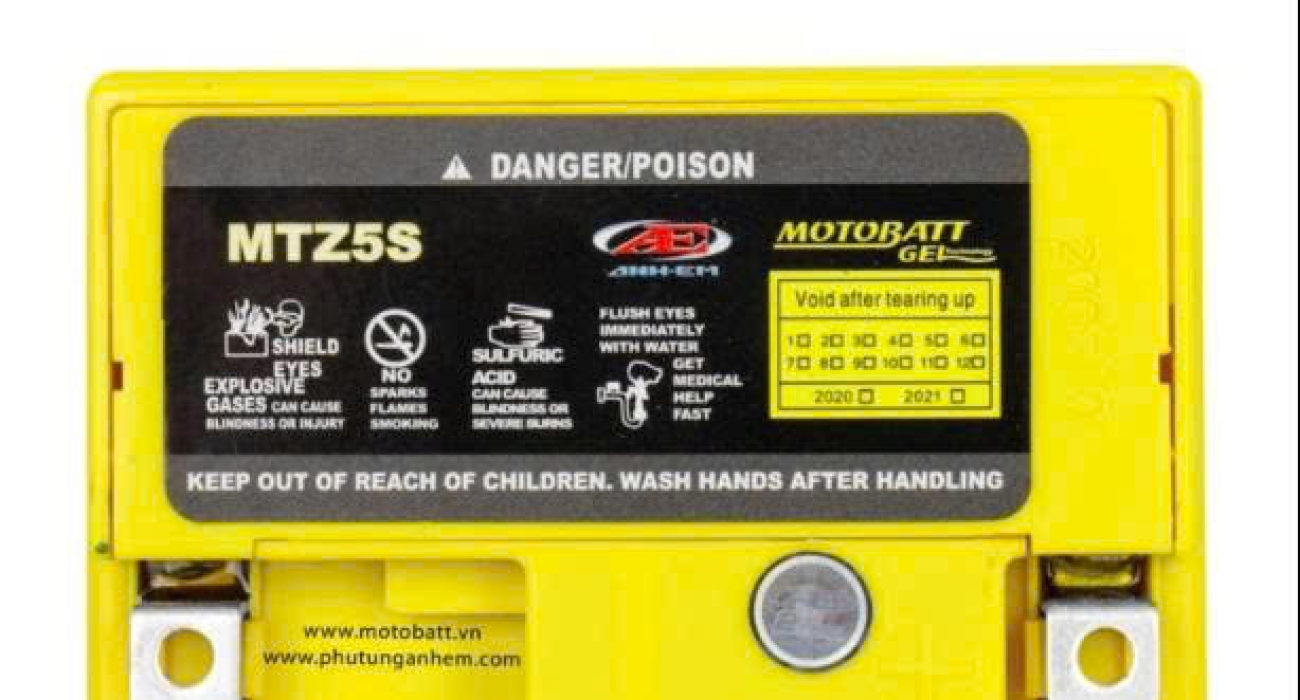 DANGER/POISON
MTZ5S
AE
ANH-EM
MOTOBATT
GEL
SHIELD
EYES
EXPLOSIVE
GASES CAN CAUSE
BLINDNESS OR INJURY
NO
SPARKS
FLAMES
SMOKING
SULFURIC
ACID
CAN CAUSE
BLINDNESS OR
SEVERE BURNS
FLUSH EYES
IMMEDIATELY
WITH WATER
GET
MEDICAL
HELP
FAST
Void after tearing up
1☐ 2☐ 3☐ 4☐ 5☐ 6☐
7☐ 8☐ 9☐ 10☐ 11☐ 12☐
2020☐ 2021☐
KEEP OUT OF REACH OF CHILDREN. WASH HANDS AFTER HANDLING
www.motobatt.vn
www.phutunganhem.com